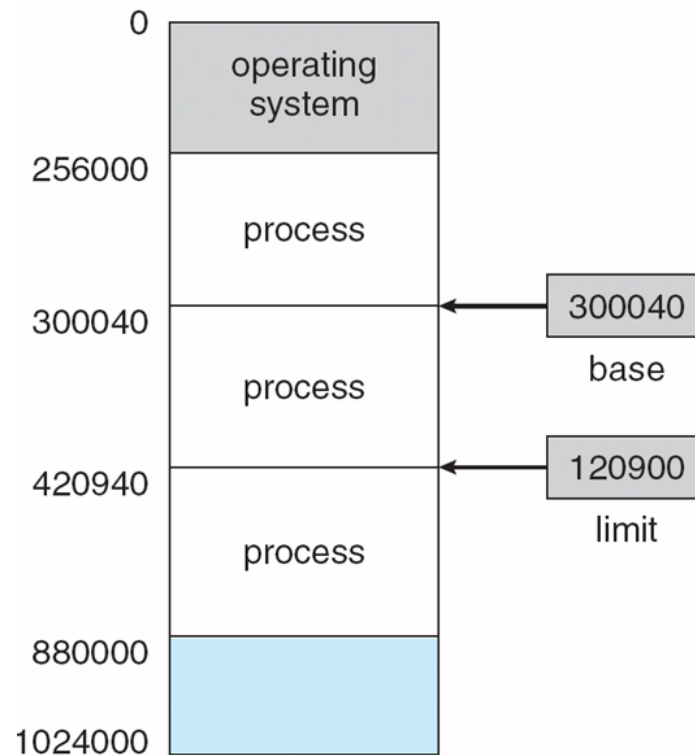 0
operating
system
256000
process
300040
300040
base
process
420940
120900
limit
process
880000
1024000